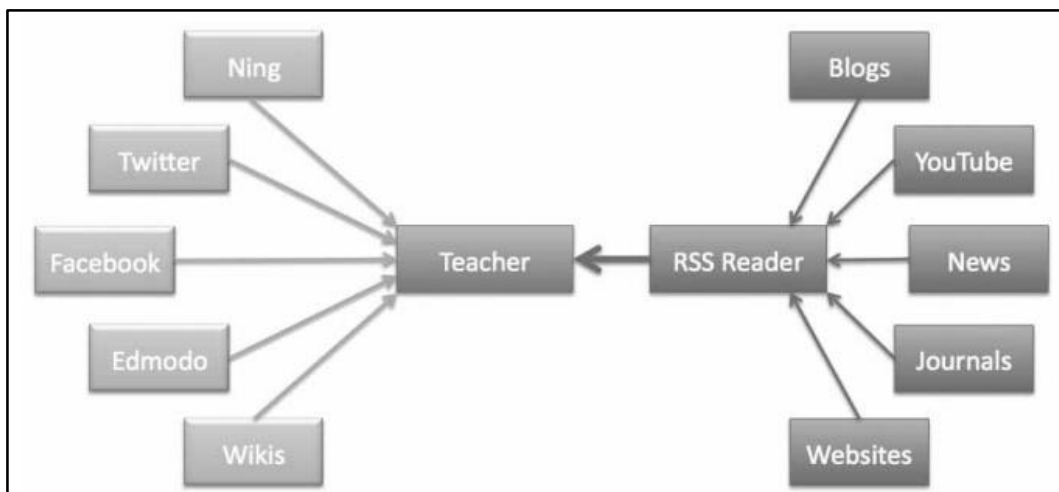 Ning
Blogs
Twitter
YouTube
Facebook
Teacher
RSS Reader
News
Edmodo
Journals
Wikis
Websites